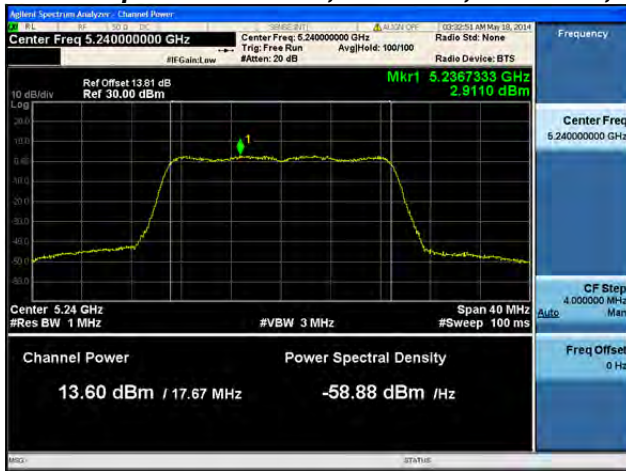 Agilent Spectrum Analyzer - Channel Power
RL RF 50 Ω DC SENSE:INT ALIGN OFF 03:32:51 AM May 18, 2014
Center Freq 5.240000000 GHz
Center Freq: 5.240000000 GHz
Radio Std: None
Trig: Free Run Avg|Hold: 100/100
#IFGain:Low #Atten: 20 dB Radio Device: BTS
Frequency
Ref Offset 13.81 dB
10 dB/div Ref 30.00 dBm
Mkr1 5.2367333 GHz
2.9110 dBm
Log
20.0
10.0
0.00
-10.0
-20.0
-30.0
-40.0
-50.0
-60.0
1
Center Freq
5.240000000 GHz
Center 5.24 GHz Span 40 MHz
#Res BW 1 MHz #VBW 3 MHz #Sweep 100 ms
CF Step
4.000000 MHz
Auto Man
Channel Power Power Spectral Density
13.60 dBm / 17.67 MHz -58.88 dBm /Hz
Freq Offset
0 Hz
MSG STATUS